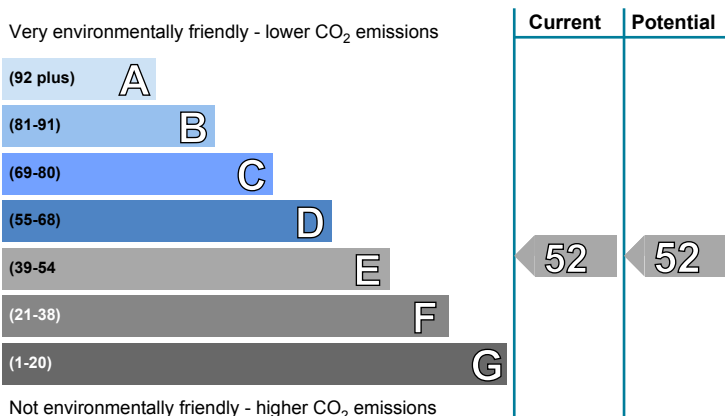 Current Potential
Very environmentally friendly - lower CO2 emissions
(92 plus) A
(81-91) B
(69-80) C
(55-68) D
(39-54 E 52 52
(21-38) F
(1-20) G
Not environmentally friendly - higher CO2 emissions